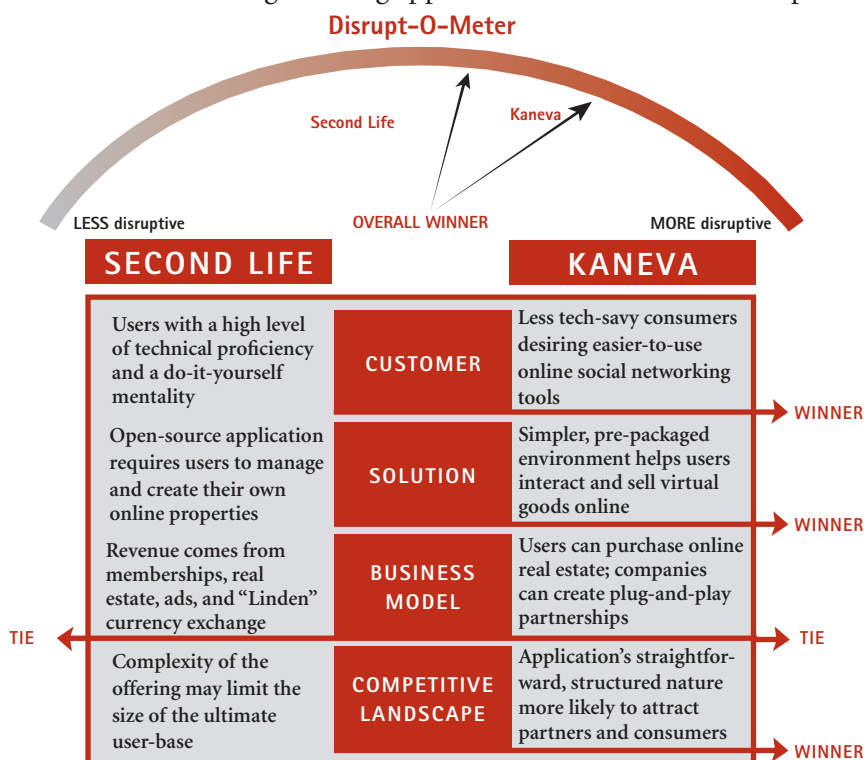 Disrupt-O-Meter
Second Life
Kaneva
LESS disruptive
OVERALL WINNER
MORE disruptive
SECOND LIFE
KANEVA
Users with a high level
of technical proficiency
and a do-it-yourself
mentality
CUSTOMER
Less tech-savy consumers
desiring easier-to-use
online social networking
tools
WINNER
Open-source application
requires users to manage
and create their own
online properties
SOLUTION
Simpler, pre-packaged
environment helps users
interact and sell virtual
goods online
WINNER
Revenue comes from
memberships, real
estate, ads, and “Linden”
currency exchange
BUSINESS
MODEL
Users can purchase online
real estate; companies
can create plug-and-play
partnerships
TIE
TIE
Complexity of the
offering may limit the
size of the ultimate
user-base
COMPETITIVE
LANDSCAPE
Application’s straightfor-
ward, structured nature
more likely to attract
partners and consumers
WINNER